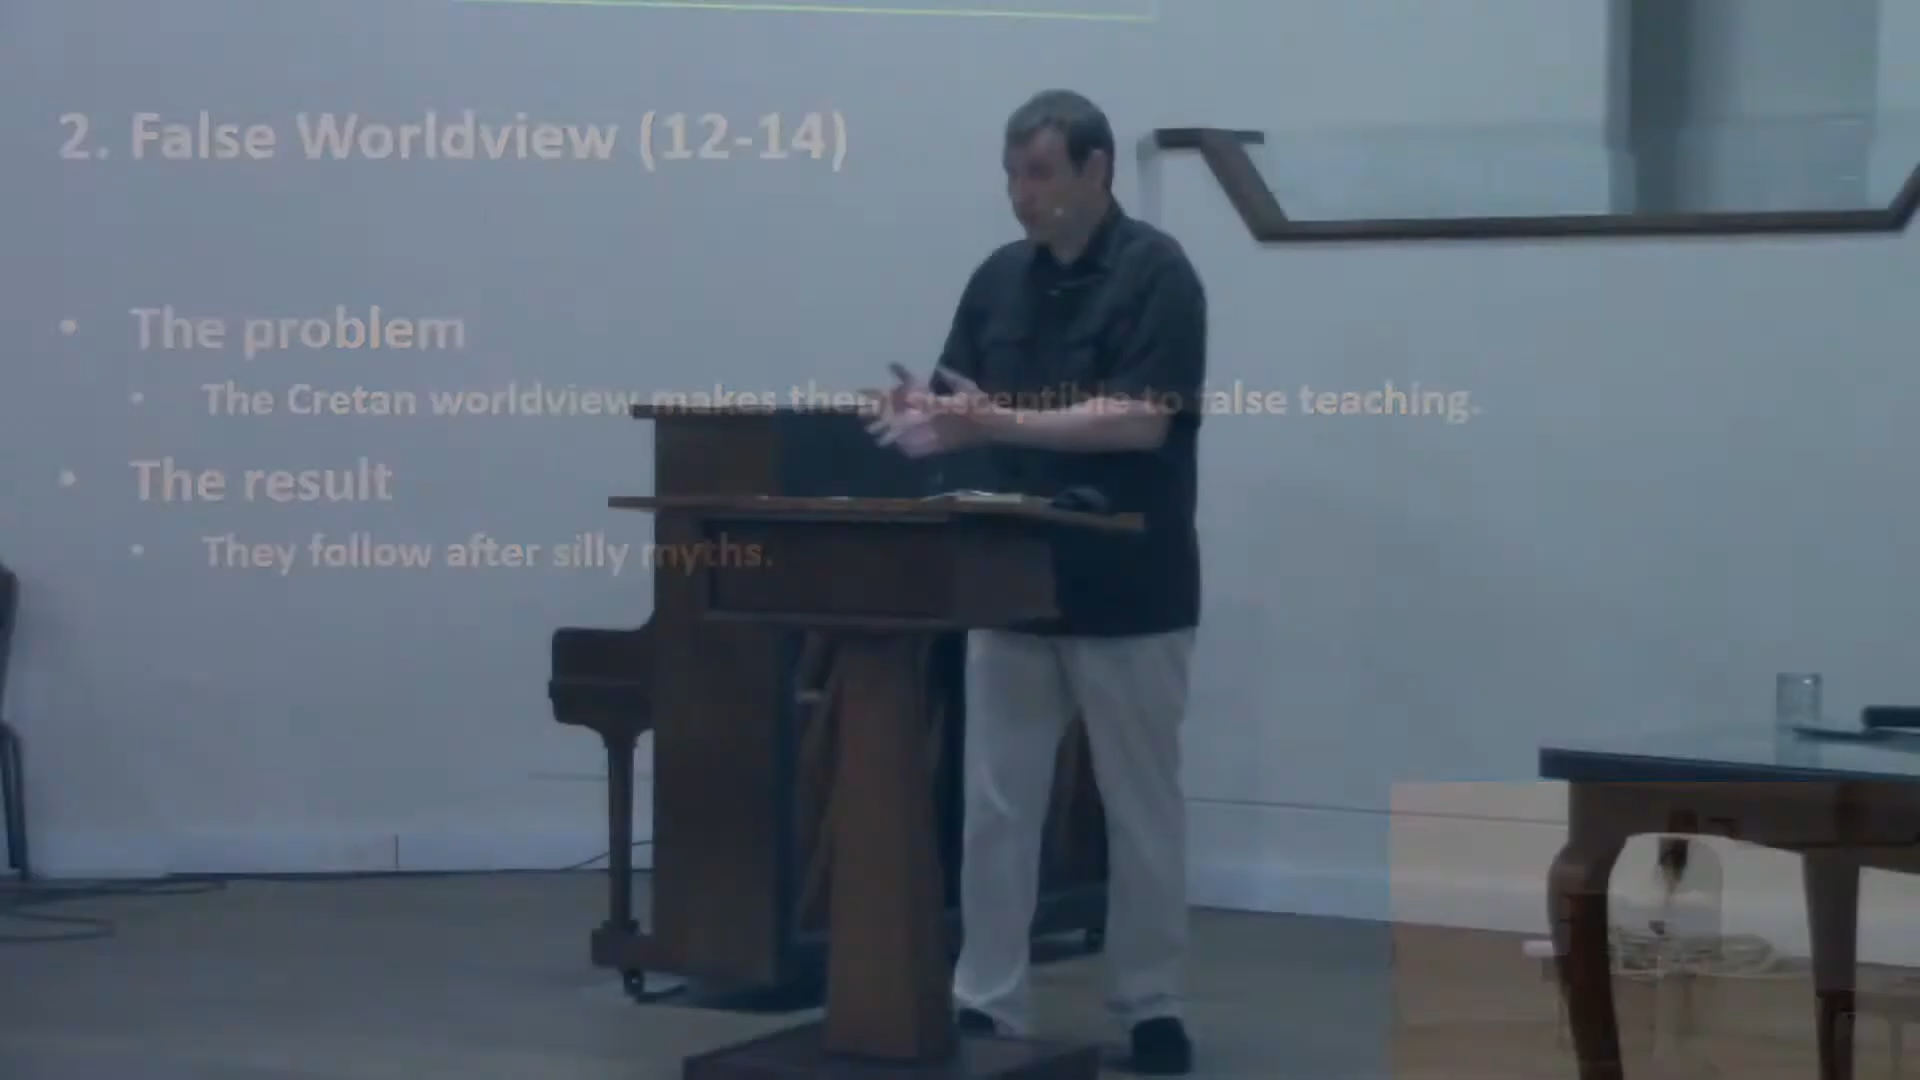 2. False Worldview (12-14)
• The problem
• The Cretan worldview makes them susceptible to false teaching.
• The result
• They follow after silly myths.